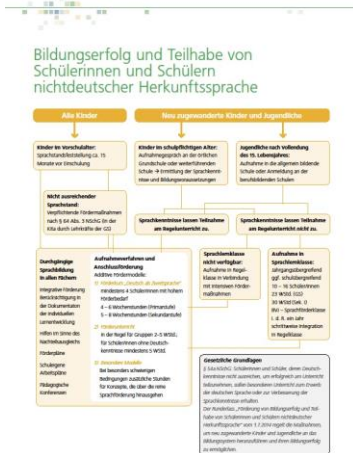 Bildungserfolg und Teilhabe von
Schülerinnen und Schülern
nichtdeutscher Herkunftssprache
Alle Kinder
Neu zugewanderte Kinder und Jugendliche
Kinder im Vorschulalter:
Sprachstandsfeststellung ca. 15
Monate vor Einschulung
Kinder im schulpflichtigen Alter:
Aufnahmegespräch an der örtlichen
Grundschule oder weiterführenden
Schule → Ermittlung der Sprachkennt-
nisse und Bildungsvoraussetzungen
Jugendliche nach Vollendung
des 15. Lebensjahres:
Aufnahme in die allgemein bildende
Schule oder Anmeldung an der
berufsbildenden Schulen
Nicht ausreichender
Sprachstand:
Verpflichtende Fördermaßnahmen
nach § 64 Abs. 3 NSchG (in der
Kita durch Lehrkräfte der GS)
Sprachkenntnisse lassen Teilnahme
am Regelunterricht zu.
Sprachkenntnisse lassen Teilnahme
am Regelunterricht nicht zu.
Durchgängige
Sprachbildung
in allen Fächern
Integrative Förderung
Berücksichtigung in
der Dokumentation
der individuellen
Lernentwicklung
Hilfen im Sinne des
Nachteilsausgleichs
Förderpläne
Schuleigene
Arbeitspläne
Pädagogische
Konferenzen
Aufnahmeverfahren und
Anschlussförderung
Additive Fördermodelle:
1) Förderkurs „Deutsch als Zweitsprache“
mindestens 4 Schülerinnen mit hohem
Förderbedarf
4 – 6 Wochenstunden (Primarstufe)
5 – 8 Wochenstunden (Sekundarstufe)
2) Förderunterricht
in der Regel für Gruppen 2–5 WStd.;
für Schülerinnen ohne Deutsch-
kenntnisse mindestens 5 WStd.
3) Besondere Modelle
Bei besonders schwierigen
Bedingungen zusätzliche Stunden
für Konzepte, die über die reine
Sprachförderung hinausgehen
Sprachlernklasse
nicht verfügbar:
Aufnahme in Regel-
klasse in Verbindung
mit intensiven Förder-
maßnahmen
Aufnahme in
Sprachlernklasse:
Jahrgangsübergreifend
ggf. schulübergreifend
10 – 16 Schülerinnen
23 WStd. (GS)
30 WStd. (Sek. I)
i. d. R. ein Jahr
schrittweise Integration
in Regelklasse
Gesetzliche Grundlagen
Schülerinnen und Schüler, deren Deutsch-
kenntnisse nicht ausreichen, um erfolgreich am Unterricht
teilzunehmen, sollen besonderen Unterricht zum Erwerb
der deutschen Sprache oder zur Verbesserung der
Sprachkenntnisse erhalten.
Der Runderlass „Förderung von Bildungserfolg und Teil-
habe von Schülerinnen und Schülern nichtdeutscher
Herkunftssprache“ vom 1.7.2014 regelt die Maßnahmen,
um neu zugewanderte Kinder und Jugendliche an das
Bildungssystem heranzuführen und ihren Bildungserfolg
zu ermöglichen.